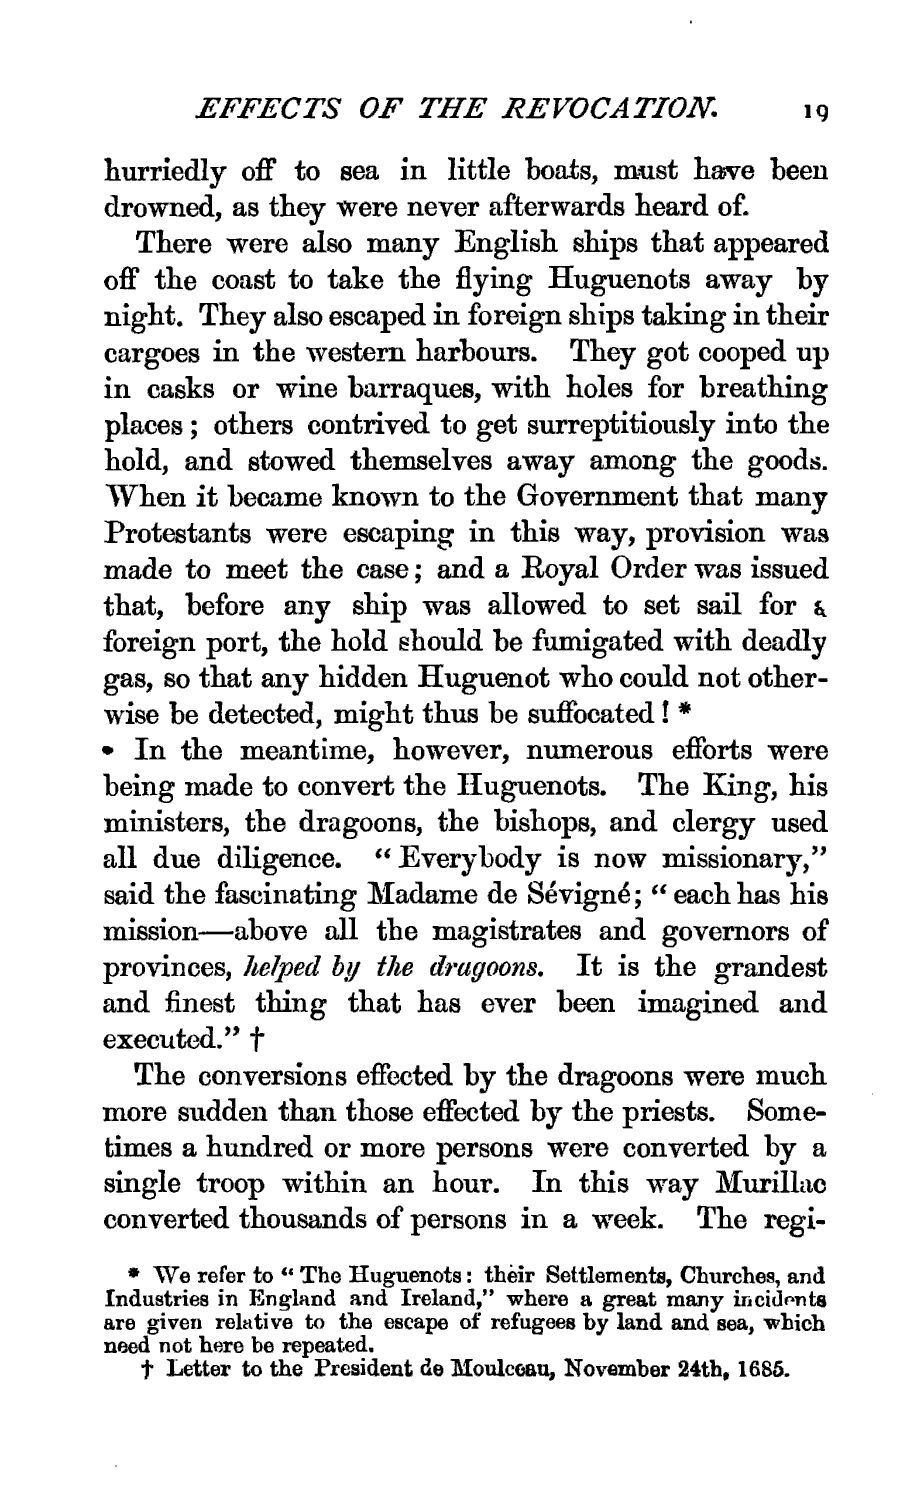 EFFECTS OF THE REVOCATION. 19
hurriedly off to sea in little boats, must have been
drowned, as they were never afterwards heard of.
There were also many English ships that appeared
off the coast to take the flying Huguenots away by
night. They also escaped in foreign ships taking in their
cargoes in the western harbours. They got cooped up
in casks or wine barraques, with holes for breathing
places; others contrived to get surreptitiously into the
hold, and stowed themselves away among the goods.
When it became known to the Government that many
Protestants were escaping in this way, provision was
made to meet the case; and a Royal Order was issued
that, before any ship was allowed to set sail for a
foreign port, the hold should be fumigated with deadly
gas, so that any hidden Huguenot who could not other-
wise be detected, might thus be suffocated! *
In the meantime, however, numerous efforts were
being made to convert the Huguenots. The King, his
ministers, the dragoons, the bishops, and clergy used
all due diligence. “Everybody is now missionary,”
said the fascinating Madame de Sévigné; “each has his
mission—above all the magistrates and governors of
provinces, helped by the dragoons. It is the grandest
and finest thing that has ever been imagined and
executed.” †
The conversions effected by the dragoons were much
more sudden than those effected by the priests. Some-
times a hundred or more persons were converted by a
single troop within an hour. In this way Murillac
converted thousands of persons in a week. The regi-
* We refer to “The Huguenots: their Settlements, Churches, and
Industries in England and Ireland,” where a great many incidents
are given relative to the escape of refugees by land and sea, which
need not here be repeated.
† Letter to the President de Moulceau, November 24th, 1685.